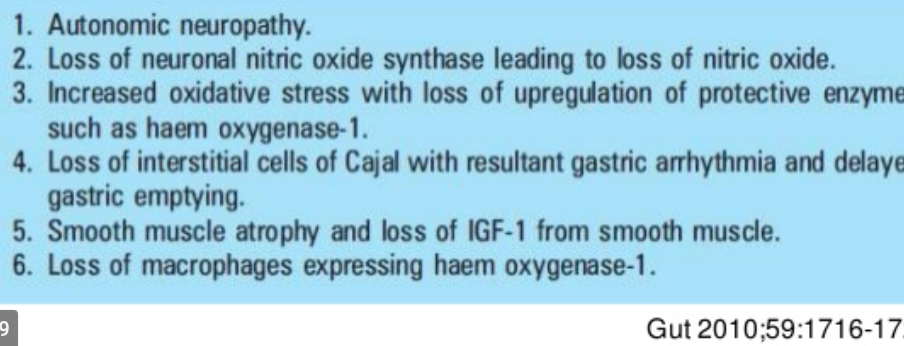 1. Autonomic neuropathy.
2. Loss of neuronal nitric oxide synthase leading to loss of nitric oxide.
3. Increased oxidative stress with loss of upregulation of protective enzyme
such as haem oxygenase-1.
4. Loss of interstitial cells of Cajal with resultant gastric arrhythmia and delaye
gastric emptying.
5. Smooth muscle atrophy and loss of IGF-1 from smooth muscle.
6. Loss of macrophages expressing haem oxygenase-1.
9
Gut 2010;59:1716-17